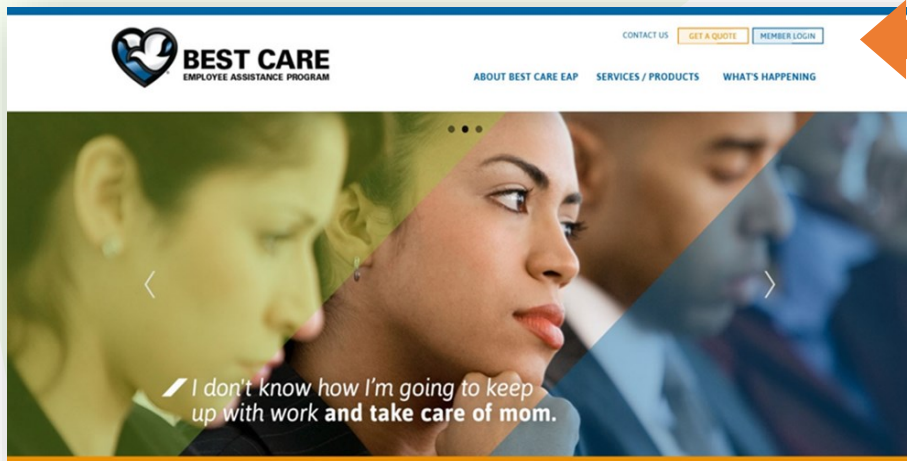 BEST CARE
EMPLOYEE ASSISTANCE PROGRAM
CONTACT US GET A QUOTE MEMBER LOGIN
ABOUT BEST CARE EAP SERVICES / PRODUCTS WHAT'S HAPPENING
I don't know how I'm going to keep
up with work and take care of mom.